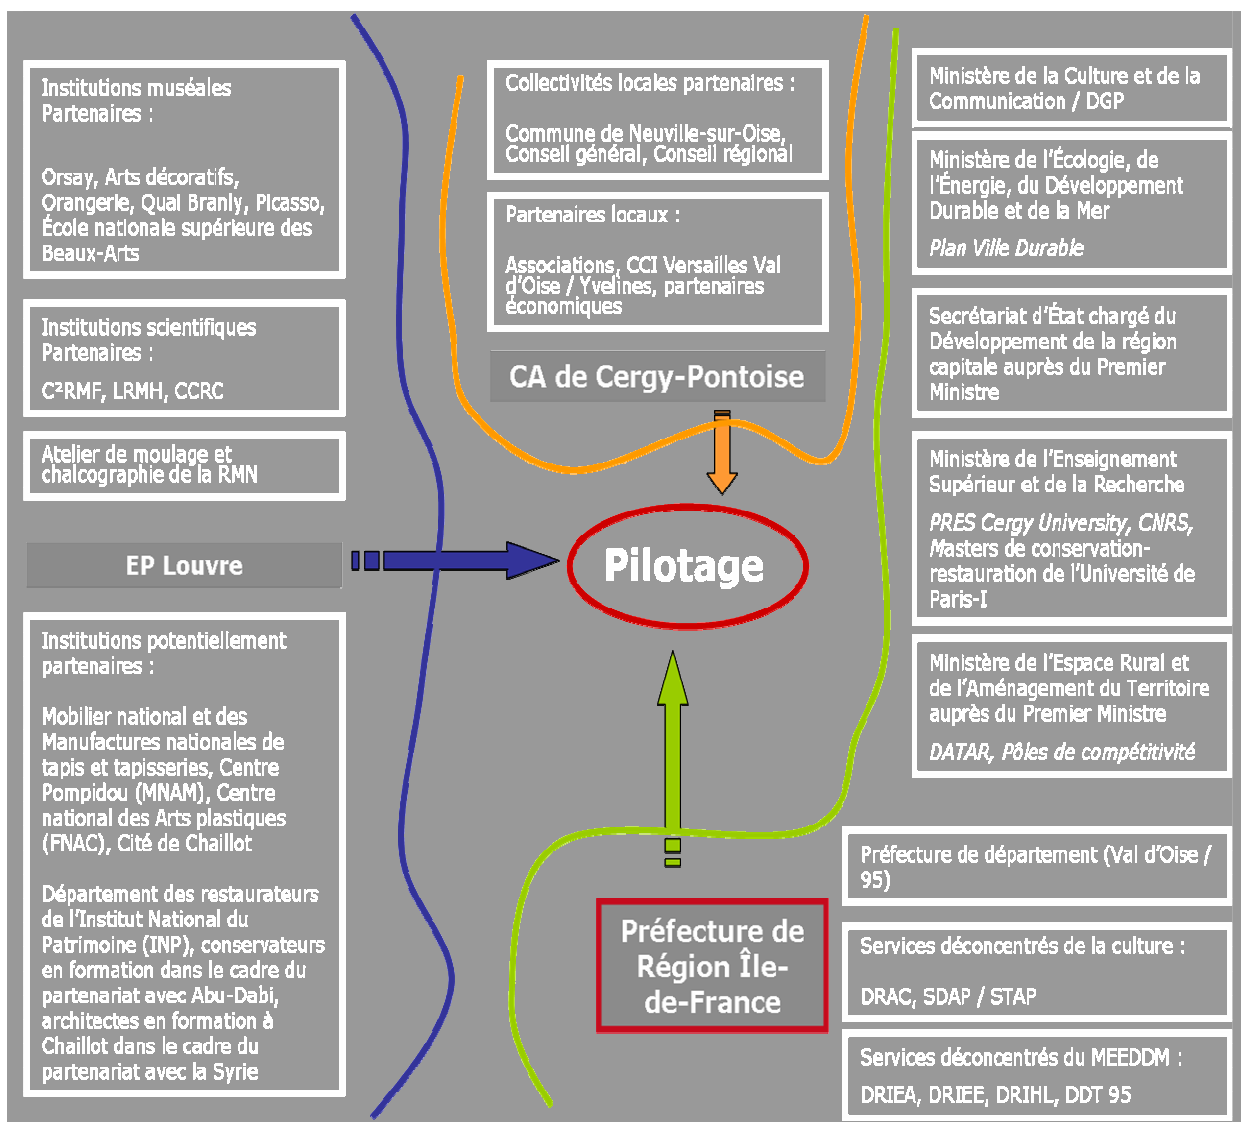 Institutions muséales
Partenaires :
Orsay, Arts décoratifs,
Orangerie, Quai Branly, Picasso,
École nationale supérieure des
Beaux-Arts
Institutions scientifiques
Partenaires :
C²RMF, LRMH, CCRC
Atelier de moulage et
chalcographie de la RMN
EP Louvre
Institutions potentiellement
partenaires :
Mobilier national et des
Manufactures nationales de
tapis et tapisseries, Centre
Pompidou (MNAM), Centre
national des Arts plastiques
(FNAC), Cité de Chaillot
Département des restaurateurs
de l'Institut National du
Patrimoine (INP), conservateurs
en formation dans le cadre du
partenariat avec Abu-Dabi,
architectes en formation à
Chaillot dans le cadre du
partenariat avec la Syrie
Collectivités locales partenaires :
Commune de Neuville-sur-Oise,
Conseil général, Conseil régional
Partenaires locaux :
Associations, CCI Versailles Val
d'Oise / Yvelines, partenaires
économiques
CA de Cergy-Pontoise
Pilotage
Préfecture de
Région Île-
de-France
Ministère de la Culture et de la
Communication / DGP
Ministère de l'Écologie, de
l'Énergie, du Développement
Durable et de la Mer
Plan Ville Durable
Secrétariat d'État chargé du
Développement de la région
capitale auprès du Premier
Ministre
Ministère de l'Enseignement
Supérieur et de la Recherche
PRES Cergy University, CNRS,
Masters de conservation-
restauration de l'Université de
Paris-I
Ministère de l'Espace Rural et
de l'Aménagement du Territoire
auprès du Premier Ministre
DATAR, Pôles de compétitivité
Préfecture de département (Val d'Oise /
95)
Services déconcentrés de la culture :
DRAC, SDAP / STAP
Services déconcentrés du MEEDDM :
DRIEA, DRIEE, DRIHL, DDT 95